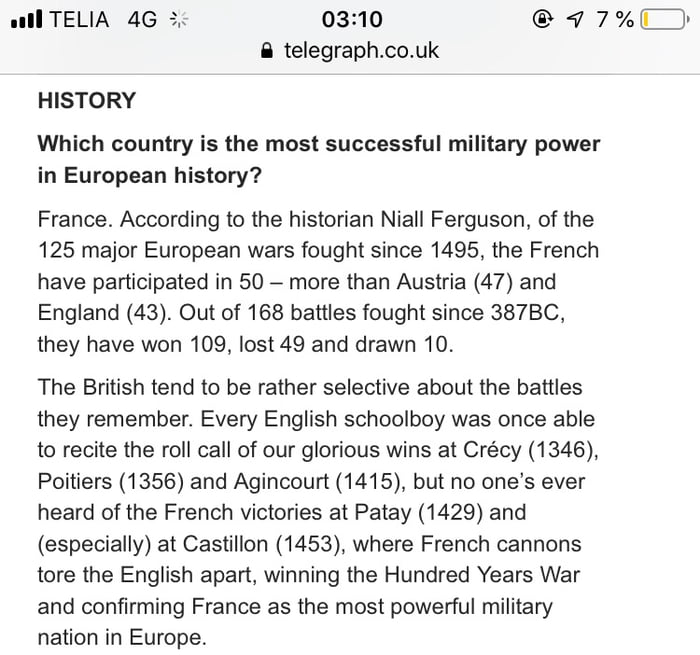 TELIA 4G 03:10 7 %
telegraph.co.uk
HISTORY
Which country is the most successful military power
in European history?
France. According to the historian Niall Ferguson, of the
125 major European wars fought since 1495, the French
have participated in 50 – more than Austria (47) and
England (43). Out of 168 battles fought since 387BC,
they have won 109, lost 49 and drawn 10.
The British tend to be rather selective about the battles
they remember. Every English schoolboy was once able
to recite the roll call of our glorious wins at Crécy (1346),
Poitiers (1356) and Agincourt (1415), but no one’s ever
heard of the French victories at Patay (1429) and
(especially) at Castillon (1453), where French cannons
tore the English apart, winning the Hundred Years War
and confirming France as the most powerful military
nation in Europe.